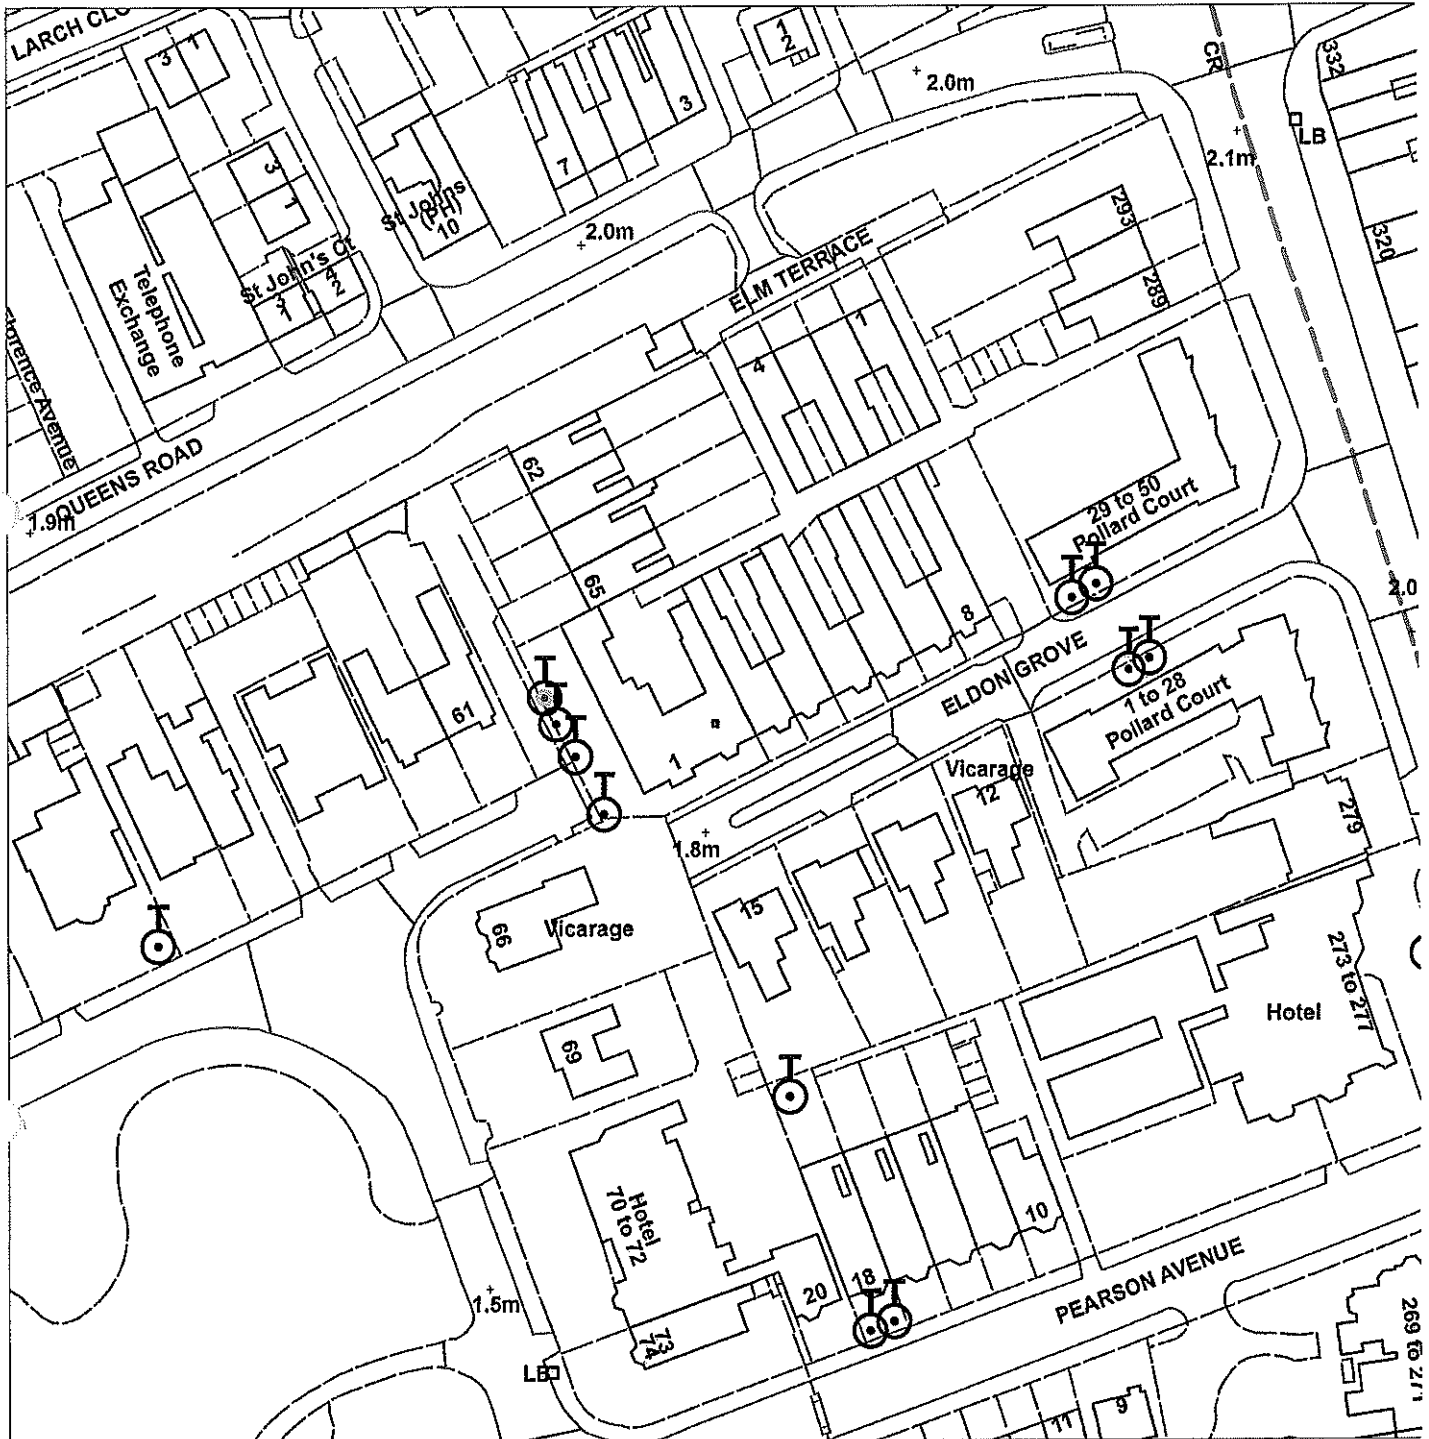 LARCH CLO
3
1
1
2
2.0m
CR
332
LB
2.1m
3
7
St Johns
(PH)
10
2.0m
3
1
St John's Ct
4
2
3
1
Telephone
Exchange
Florence Avenue
ELM TERRACE
293
289
320
1
4
QUEENS ROAD
1.9m
62
65
29 to 50
Pollard Court
T
T
2.0
8
ELDON GROVE
T
T
1 to 28
Pollard Court
T
T
T
T
61
1
Vicarage
12
279
1.8m
15
66
Vicarage
T
273 to 277
Hotel
69
T
Hotel
70 to 72
10
PEARSON AVENUE
18
20
T
T
1.5m
73
74
LB
269 to 271
11
9